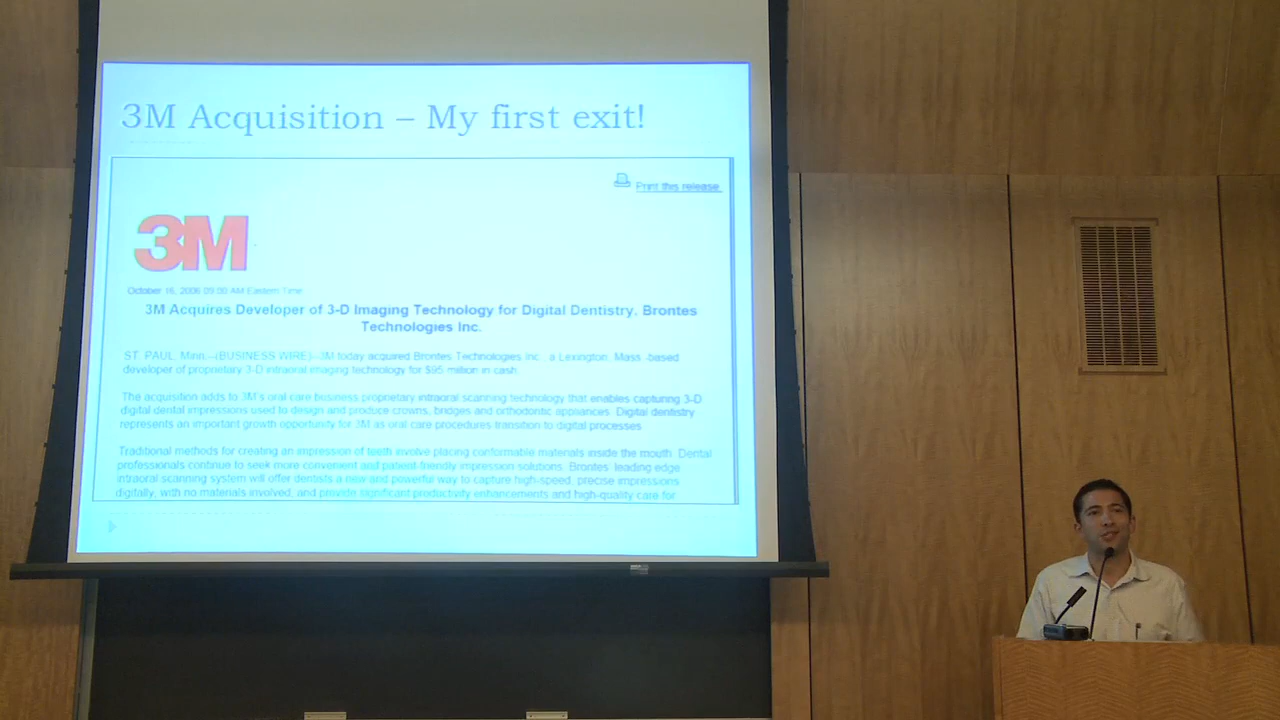 3M Acquisition – My first exit!
Print this release
3M
October 16, 2006 09:00 AM Eastern Time
3M Acquires Developer of 3-D Imaging Technology for Digital Dentistry, Brontes
Technologies Inc.
ST. PAUL, Minn.--(BUSINESS WIRE)--3M today acquired Brontes Technologies Inc., a Lexington, Mass.-based
developer of proprietary 3-D intraoral imaging technology for $95 million in cash.
The acquisition adds to 3M's oral care business proprietary intraoral scanning technology that enables capturing 3-D
digital dental impressions used to design and produce crowns, bridges and orthodontic appliances. Digital dentistry
represents an important growth opportunity for 3M as oral care procedures transition to digital processes.
Traditional methods for creating an impression of teeth involve placing conformable materials inside the mouth. Dental
professionals continue to seek more convenient and patient-friendly impression solutions. Brontes' leading edge
intraoral scanning system will offer dentists a new and powerful way to capture high-speed, precise impressions
digitally, with no materials involved, and provide significant productivity enhancements and high-quality care for